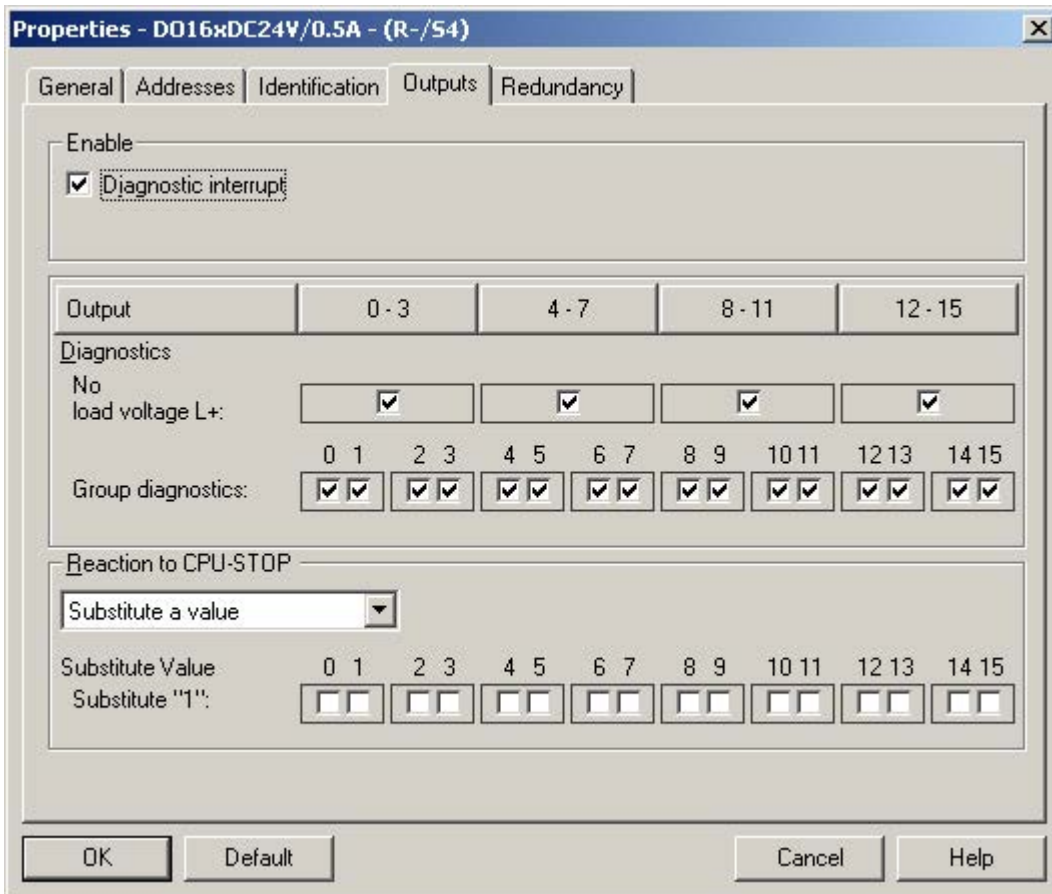 Properties - DO16xDC24V/0.5A - (R-/S4)
General Addresses Identification Outputs Redundancy
Enable
Diagnostic interrupt
Output 0 - 3 4 - 7 8 - 11 12 - 15
Diagnostics
No
load voltage L+:
0 1 2 3 4 5 6 7 8 9 10 11 12 13 14 15
Group diagnostics:
Reaction to CPU-STOP
Substitute a value
Substitute Value 0 1 2 3 4 5 6 7 8 9 10 11 12 13 14 15
Substitute "1":
OK Default Cancel Help